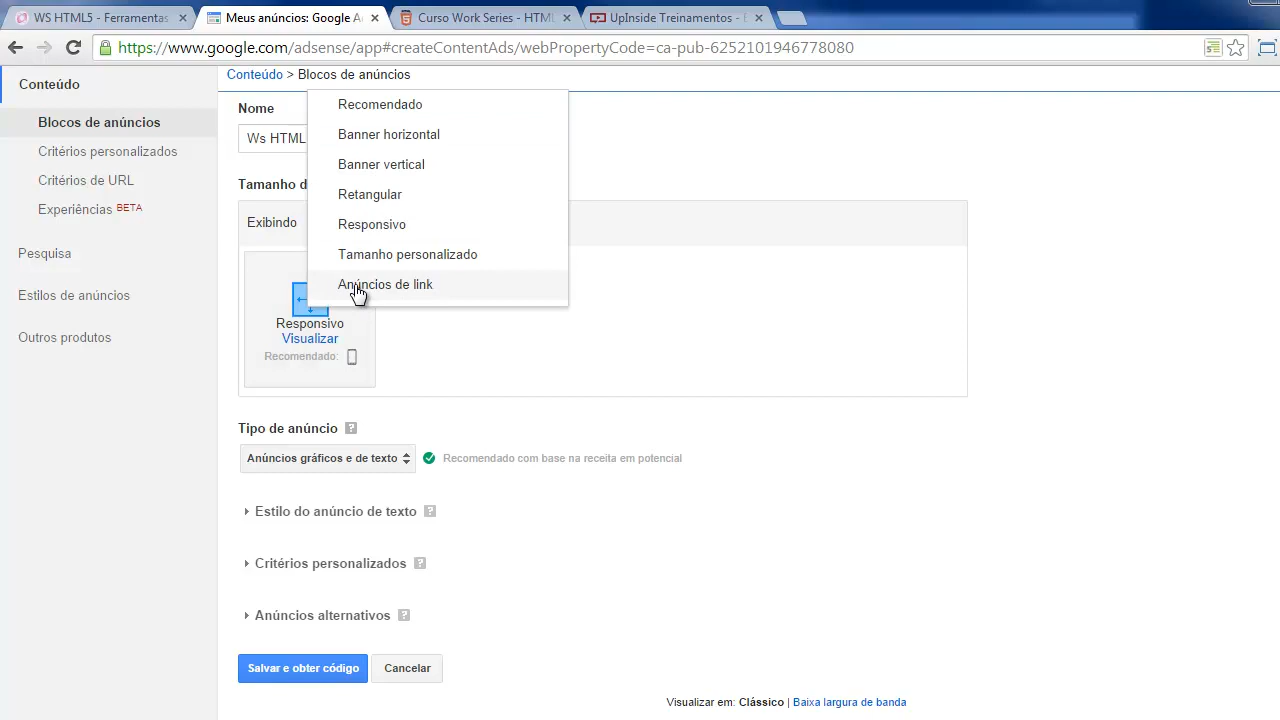 WS HTML5 - Ferramentas
Meus anúncios: Google A
Curso Work Series - HTML
UpInside Treinamentos - E
https://www.google.com/adsense/app#createContentAds/webPropertyCode=ca-pub-6252101946778080
Conteúdo
Blocos de anúncios
Critérios personalizados
Critérios de URL
Experiências BETA
Pesquisa
Estilos de anúncios
Outros produtos
Conteúdo > Blocos de anúncios
Nome
Ws HTML
Tamanho d
Exibindo
Recomendado
Banner horizontal
Banner vertical
Retangular
Responsivo
Tamanho personalizado
Anúncios de link
Responsivo
Visualizar
Recomendado:
Tipo de anúncio ?
Anúncios gráficos e de texto
Recomendado com base na receita em potencial
Estilo do anúncio de texto ?
Critérios personalizados ?
Anúncios alternativos ?
Salvar e obter código
Cancelar
Visualizar em: Clássico | Baixa largura de banda